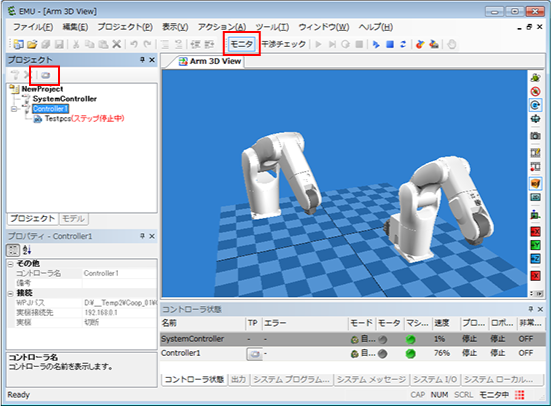 EMU - [Arm 3D View]
ファイル(F) 編集(E) プロジェクト(P) 表示(V) アクション(A) ツール(T) ウィンドウ(W) ヘルプ(H)
モニタ 干渉チェック
プロジェクト
Arm 3D View
NewProject
SystemController
Controller1
Testpcs(ステップ停止中)
プロジェクト モデル
プロパティ - Controller1
その他
コントローラ名 Controller1
備考
接続
WPJパス D:¥__Temp2¥Coop_01¥
実機接続先 192.168.0.1
実機 切断
コントローラ名
コントローラの名前を表示します。
+X
-X
+Y
+Z
コントローラ状態
名前 TP エラー モード モータ マシ... 速度 プロ... ロボ... 非常...
SystemController - - 自... 1% 停止 停止 OFF
Controller1 - 自... 76% 停止 停止 OFF
コントローラ状態 出力 システム プログラム... システム メッセージ システム I/O システム ローカル...
Ready CAP NUM SCRL モニタ中